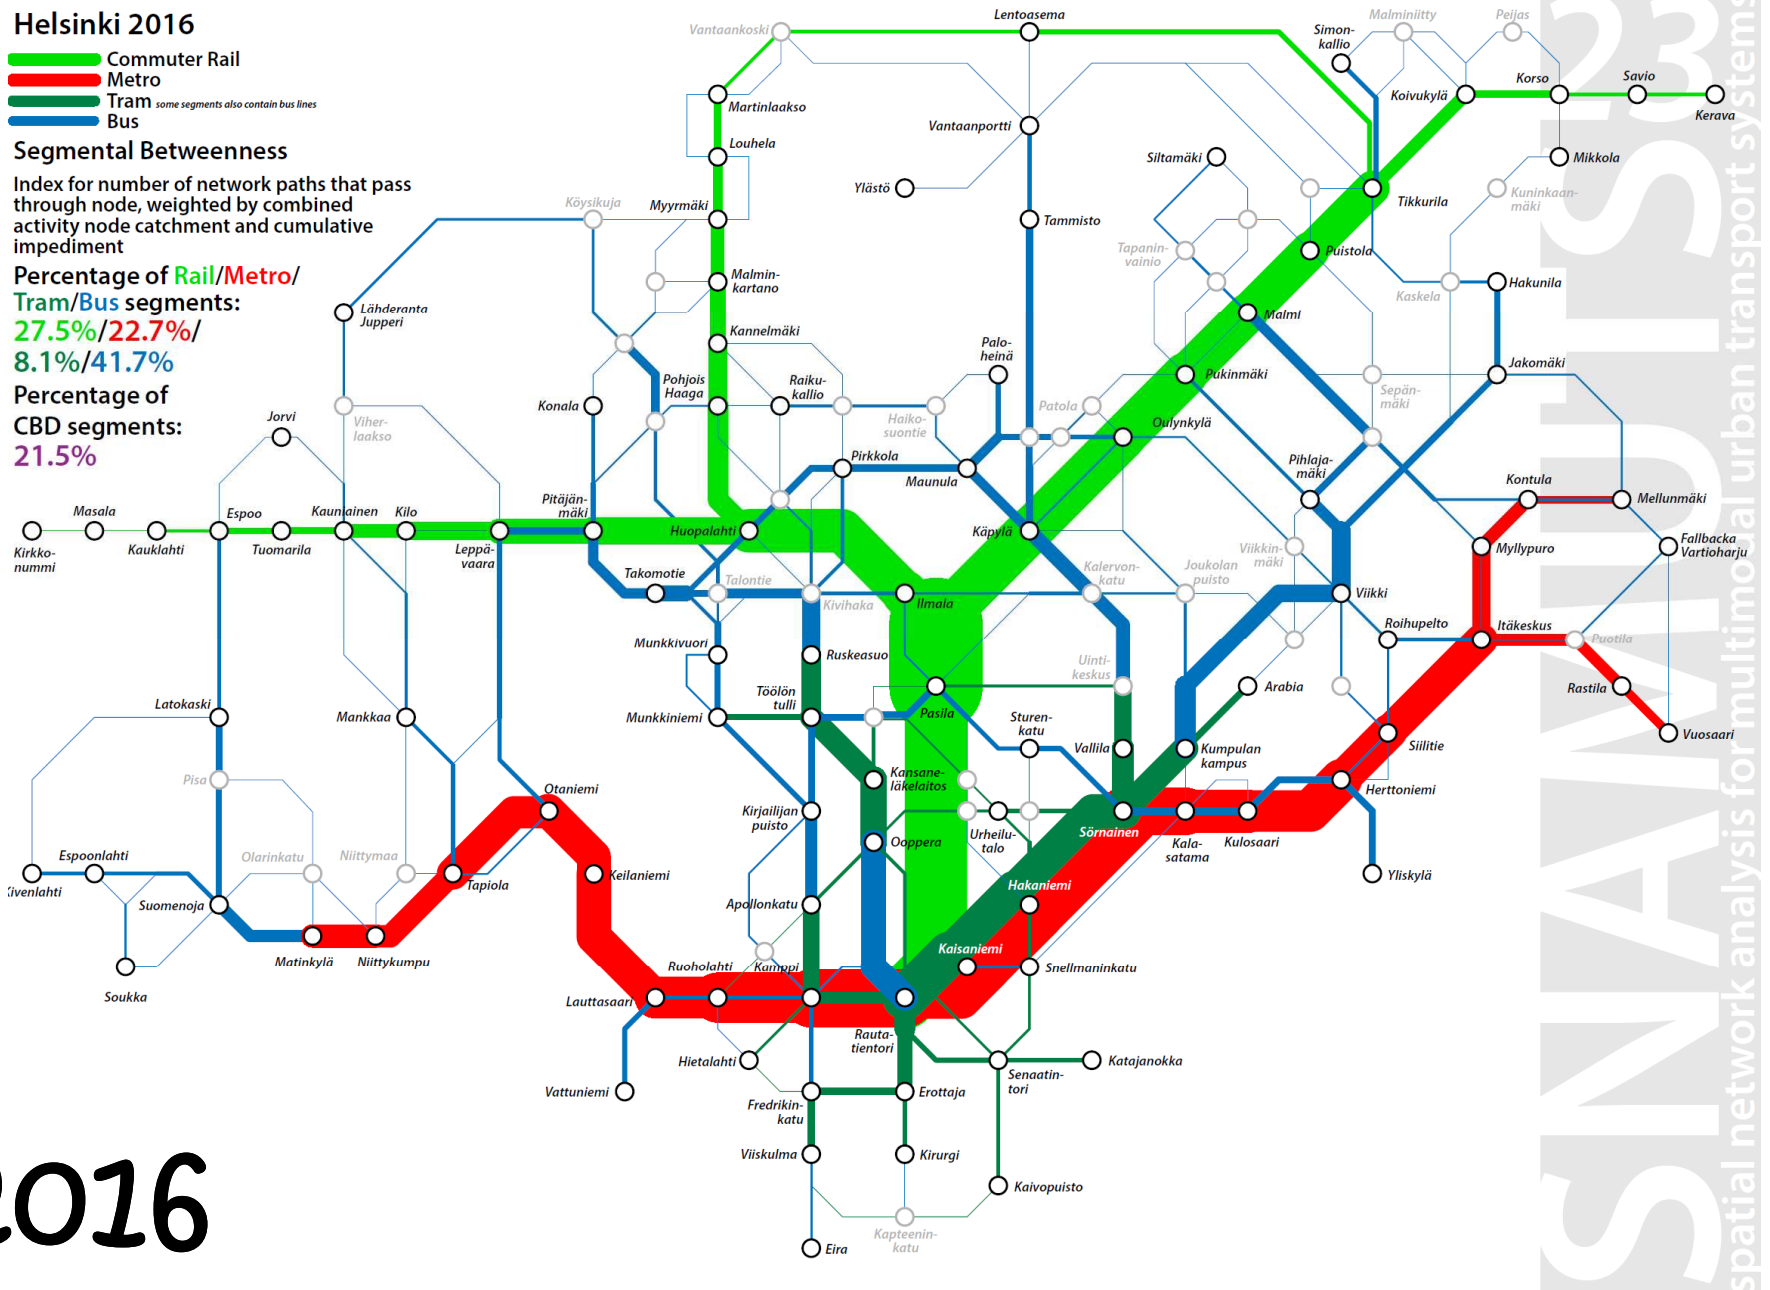 Helsinki 2016
Commuter Rail
Metro
Tram some segments also contain bus lines
Bus
Segmental Betweenness
Index for number of network paths that pass
through node, weighted by combined
activity node catchment and cumulative
impediment
Percentage of Rail/Metro/
Tram/Bus segments:
27.5%/22.7%/
8.1%/41.7%
Percentage of
CBD segments:
21.5%
Vantaankoski
Lentoasema
Simon-
kallio
Malminiitty
Peijas
Martinlaakso
Koivukylä
Korso
Savio
Kerava
Vantaanportti
Louhela
Siltamäki
Mikkola
Ylästö
Tikkurila
Kuninkaan-
mäki
Köysikuja
Myyrmäki
Tammisto
Tapanin-
vainio
Puistola
Malmin-
kartano
Kaskela
Hakunila
Lähderanta
Jupperi
Malmi
Kannelmäki
Palo-
heinä
Jakomäki
Pukinmäki
Pohjois
Haaga
Raiku-
kallio
Sepän-
mäki
Konala
Jorvi
Viher-
laakso
Haiko-
suontie
Patola
Oulynkylä
Pirkkola
Maunula
Pihlaja-
mäki
Kontula
Mellunmäki
Masala
Espoo
Kauniainen
Kilo
Pitäjän-
mäki
Huopalahti
Käpylä
Kirkko-
nummi
Kauklahti
Tuomarila
Leppä-
vaara
Viikkin-
mäki
Myllypuro
Fallbacka
Vartioharju
Takomotie
Talontie
Kivihaka
Ilmala
Kalervon-
katu
Joukolan
puisto
Viikki
Munkkivuori
Ruskeasuo
Roihupelto
Itäkeskus
Puotila
Uinti-
keskus
Arabia
Rastila
Latokaski
Mankkaa
Munkkiniemi
Töölön
tulli
Pasila
Sturen-
katu
Vallila
Kumpulan
kampus
Siilitie
Vuosaari
Pisa
Kansane-
läkelaitos
Otaniemi
Herttoniemi
Kirjailijan
puisto
Urheilu-
talo
Sörnainen
Kala-
satama
Kulosaari
Ooppera
Espoonlahti
Olarinkatu
Niittymaa
Kivenlahti
Tapiola
Keilaniemi
Hakaniemi
Yliskylä
Suomenoja
Apollonkatu
Matinkylä
Niittykumpu
Kaisaniemi
Soukka
Ruoholahti
Kamppi
Snellmaninkatu
Lauttasaari
Rauta-
tientori
Hietalahti
Senaatin-
tori
Katajanokka
Vattuniemi
Fredrikin-
katu
Erottaja
Viiskulma
Kirurgi
Kaivopuisto
Kapteenin-
katu
Eira
2016
SNAMUTS 23
spatial network analysis for multimodal urban transport systems